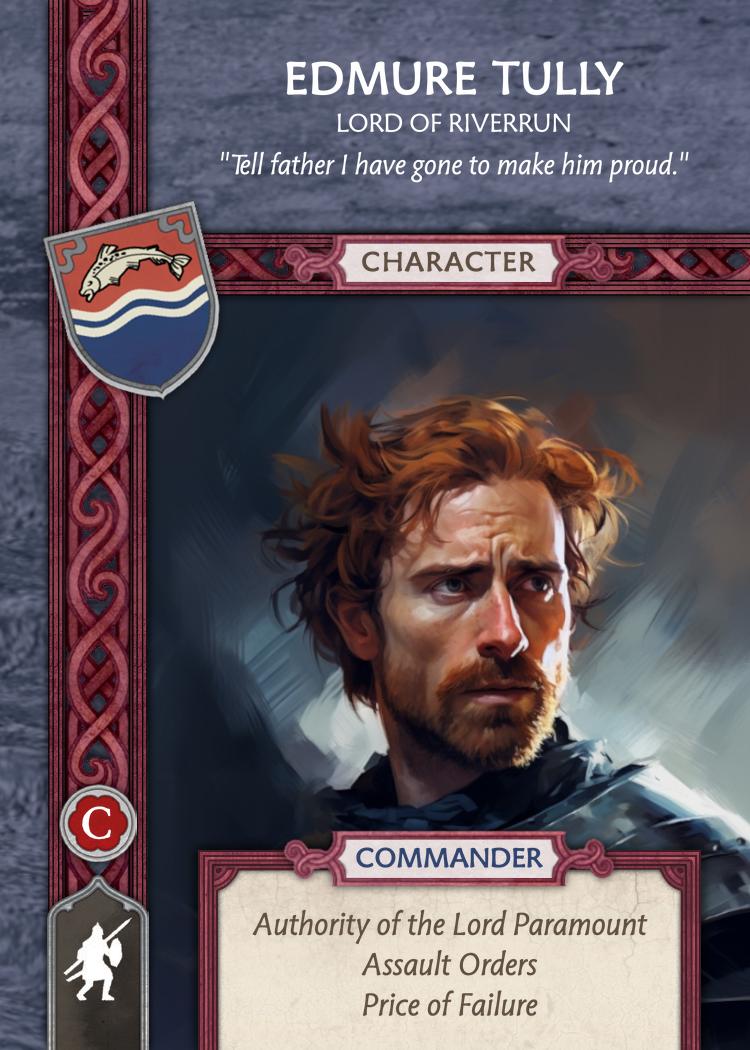 EDMURE TULLY
LORD OF RIVERRUN
"Tell father I have gone to make him proud."
CHARACTER
C
COMMANDER
Authority of the Lord Paramount
Assault Orders
Price of Failure